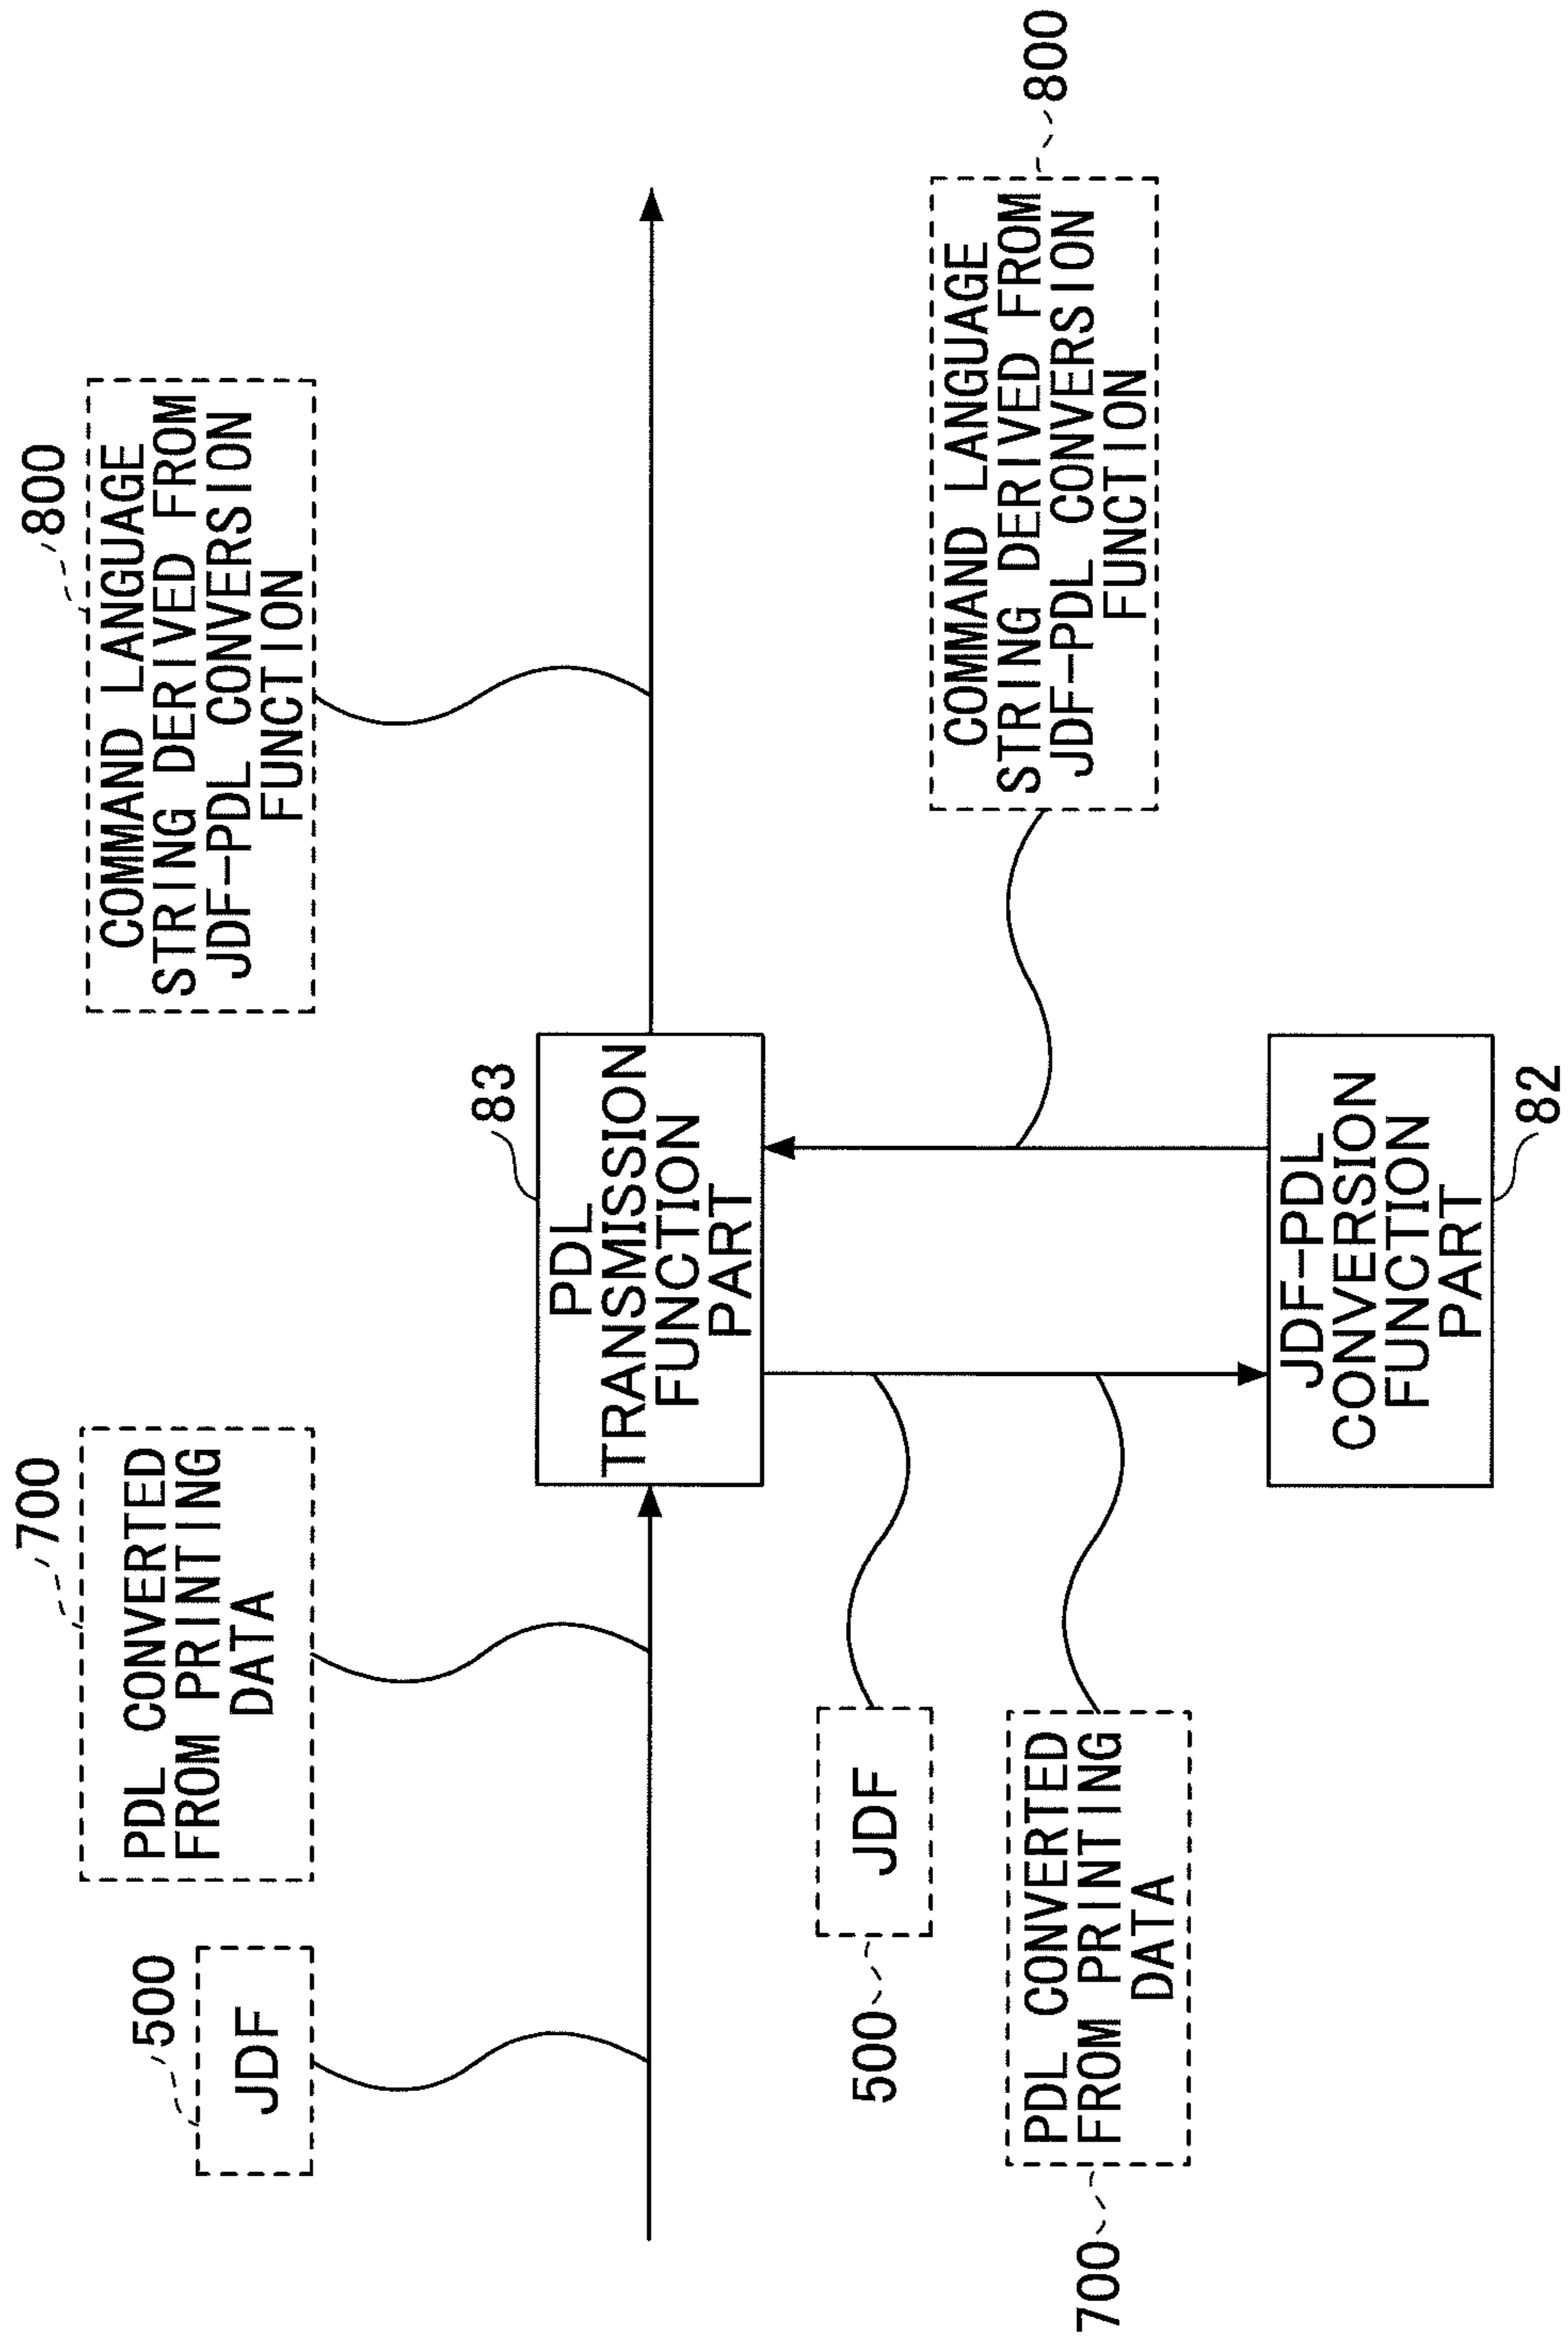 500
JDF
700
PDL CONVERTED
FROM PRINTING
DATA
800
COMMAND LANGUAGE
STRING DERIVED FROM
JDF-PDL CONVERSION
FUNCTION
83
PDL
TRANSMISSION
FUNCTION
PART
500
JDF
700
PDL CONVERTED
FROM PRINTING
DATA
800
COMMAND LANGUAGE
STRING DERIVED FROM
JDF-PDL CONVERSION
FUNCTION
JDF-PDL
CONVERSION
FUNCTION
PART
82